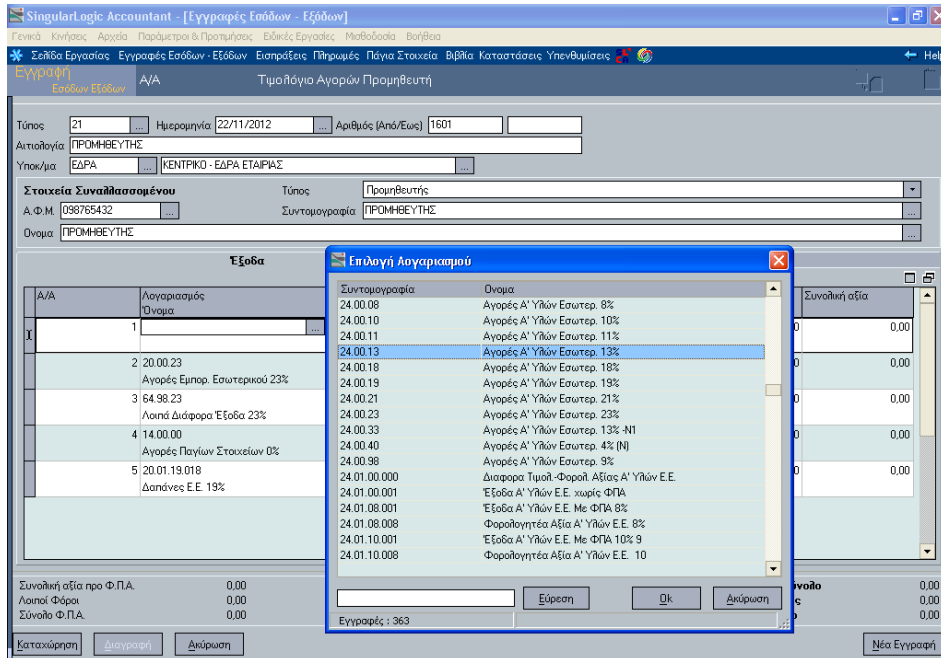 SingularLogic Accountant - [Εγγραφές Εσόδων - Εξόδων]
Γενικά Κινήσεις Αρχεία Παράμετροι & Προτιμήσεις Ειδικές Εργασίες Μισθοδοσία Βοήθεια
Σελίδα Εργασίας Εγγραφές Εσόδων - Εξόδων Εισπράξεις Πληρωμές Πάγια Στοιχεία Βιβλία Καταστάσεις Υπενθυμίσεις Help
Εγγραφή
Εσόδων Εξόδων
Α/Α Τιμολόγιο Αγορών Προμηθευτή
Τύπος 21 ... Ημερομηνία 22/11/2012 ... Αριθμός (Από/Εως) 1601
Αιτιολογία ΠΡΟΜΗΘΕΥΤΗΣ
Υποκ/μα ΕΔΡΑ ... ΚΕΝΤΡΙΚΟ - ΕΔΡΑ ΕΤΑΙΡΙΑΣ ...
Στοιχεία Συναλλασσομένου Τύπος Προμηθευτής
Α.Φ.Μ. 098765432 ... Συντομογραφία ΠΡΟΜΗΘΕΥΤΗΣ ...
Ονομα ΠΡΟΜΗΘΕΥΤΗΣ ...
Έξοδα
Α/Α Λογαριασμός Συνολική αξία
Όνομα
1 ... 0 0,00
2 20.00.23 0 0,00
Αγορές Εμπορ. Εσωτερικού 23%
3 64.98.23 0 0,00
Λοιπά Διάφορα Έξοδα 23%
4 14.00.00 0 0,00
Αγορές Παγίων Στοιχείων 0%
5 20.01.19.018 0 0,00
Δαπάνες Ε.Ε. 19%
Επιλογή Λογαριασμού
Συντομογραφία Ονομα
24.00.08 Αγορές Α' Υλών Εσωτερ. 8%
24.00.10 Αγορές Α' Υλών Εσωτερ. 10%
24.00.11 Αγορές Α' Υλών Εσωτερ. 11%
24.00.13 Αγορές Α' Υλών Εσωτερ. 13%
24.00.18 Αγορές Α' Υλών Εσωτερ. 18%
24.00.19 Αγορές Α' Υλών Εσωτερ. 19%
24.00.21 Αγορές Α' Υλών Εσωτερ. 21%
24.00.23 Αγορές Α' Υλών Εσωτερ. 23%
24.00.33 Αγορές Α' Υλών Εσωτερ. 13% -Ν1
24.00.40 Αγορές Α' Υλών Εσωτερ. 4% (Ν)
24.00.98 Αγορές Α' Υλών Εσωτερ. 9%
24.01.00.000 Διαφορα Τιμολ.-Φορολ. Αξίας Α' Υλών Ε.Ε.
24.01.00.001 Έξοδα Α' Υλών Ε.Ε. χωρίς ΦΠΑ
24.01.08.001 Έξοδα Α' Υλών Ε.Ε. Με ΦΠΑ 8%
24.01.08.008 Φορολογητέα Αξία Α' Υλών Ε.Ε. 8%
24.01.10.001 Έξοδα Α' Υλών Ε.Ε. Με ΦΠΑ 10% 9
24.01.10.008 Φορολογητέα Αξία Α' Υλών Ε.Ε. 10
Εύρεση Ok Ακύρωση
Εγγραφές : 363
Συνολική αξία προ Φ.Π.Α. 0,00 0,00
Λοιποί Φόροι 0,00 0,00
Σύνολο Φ.Π.Α. 0,00 0,00
Καταχώρηση Διαγραφή Ακύρωση Νέα Εγγραφή